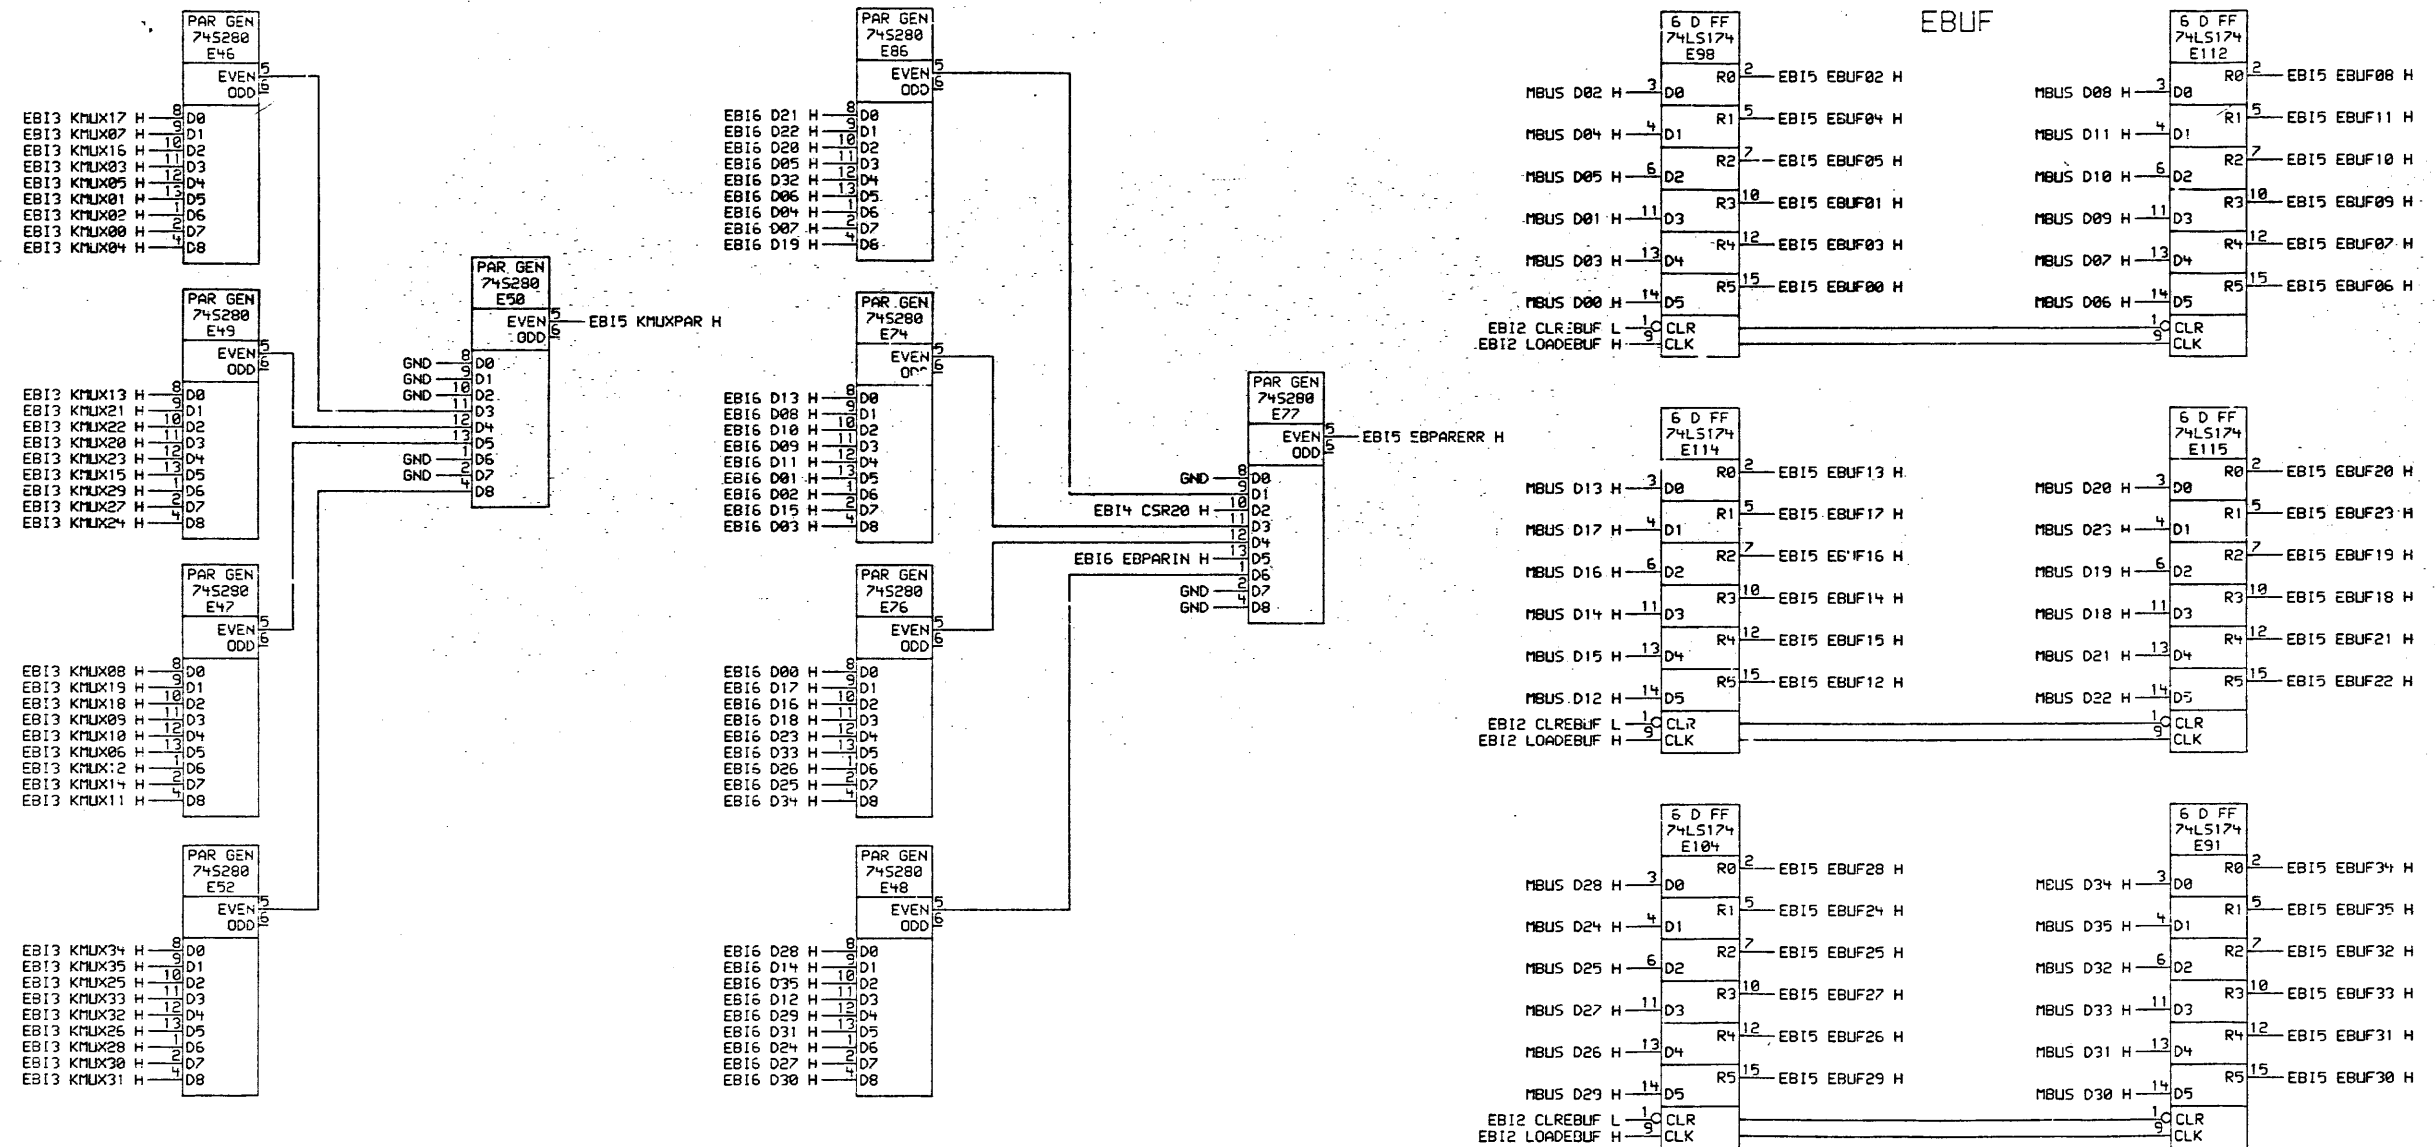 PAR GEN
74S280
E46
EVEN 5
ODD 6
EBI3 KMUX17 H 8 D0
EBI3 KMUX07 H 9 D1
EBI3 KMUX16 H 10 D2
EBI3 KMUX03 H 11 D3
EBI3 KMUX05 H 12 D4
EBI3 KMUX01 H 13 D5
EBI3 KMUX02 H 1 D6
EBI3 KMUX00 H 2 D7
EBI3 KMUX04 H 4 D8
PAR GEN
74S280
E49
EVEN 5
ODD 6
EBI3 KMUX13 H 8 D0
EBI3 KMUX21 H 9 D1
EBI3 KMUX22 H 10 D2
EBI3 KMUX20 H 11 D3
EBI3 KMUX23 H 12 D4
EBI3 KMUX15 H 13 D5
EBI3 KMUX29 H 1 D6
EBI3 KMUX27 H 2 D7
EBI3 KMUX24 H 4 D8
PAR GEN
74S280
E47
EVEN 5
ODD 6
EBI3 KMUX08 H 8 D0
EBI3 KMUX19 H 9 D1
EBI3 KMUX18 H 10 D2
EBI3 KMUX09 H 11 D3
EBI3 KMUX10 H 12 D4
EBI3 KMUX06 H 13 D5
EBI3 H 1 D6
EBI3 KMUX14 H 2 D7
EBI3 KMUX11 H 4 D8
PAR GEN
74S280
E52
EVEN 5
ODD 6
EBI3 KMUX34 H 8 D0
EBI3 KMUX35 H 9 D1
EBI3 KMUX25 H 10 D2
EBI3 KMUX33 H 11 D3
EBI3 KMUX32 H 12 D4
EBI3 KMUX26 H 13 D5
EBI3 KMUX28 H 1 D6
EBI3 KMUX30 H 2 D7
EBI3 KMUX31 H 4 D8
PAR GEN
74S280
E50
EVEN 5 EBI5 KMUXPAR H
ODD 6
GND 8 D0
GND 9 D1
GND 10 D2
11 D3
12 D4
13 D5
GND 1 D6
GND 2 D7
4 D8
PAR GEN
74S280
E86
EVEN 5
ODD 6
EBI6 D21 H 8 D0
EBI6 D22 H 9 D1
EBI6 D20 H 10 D2
EBI6 D05 H 11 D3
EBI6 D32 H 12 D4
EBI6 D06 H 13 D5
EBI6 D04 H 1 D6
EBI6 D07 H 2 D7
EBI6 D19 H 4 D8
PAR GEN
74S280
E74
EVEN 5
6
EBI6 D13 H 8 D0
EBI6 D08 H 9 D1
EBI6 D10 H 10 D2
EBI6 D09 H 11 D3
EBI6 D11 H 12 D4
EBI6 D01 H 13 D5
EBI6 D02 H 1 D6
EBI6 D15 H 2 D7
EBI6 D03 H 4 D8
PAR GEN
74S280
E76
EVEN 5
ODD 6
EBI6 D00 H 8 D0
EBI6 D17 H 9 D1
EBI6 D16 H 10 D2
EBI6 D18 H 11 D3
EBI6 D23 H 12 D4
EBI6 D33 H 13 D5
EBI6 D26 H 1 D6
EBI6 D25 H 2 D7
EBI6 D34 H 4 D8
PAR GEN
74S280
E48
EVEN 5
ODD 6
EBI6 D28 H 8 D0
EBI6 D14 H 9 D1
EBI6 D35 H 10 D2
EBI6 D12 H 11 D3
EBI6 D29 H 12 D4
EBI6 D31 H 13 D5
EBI6 D24 H 1 D6
EBI6 D27 H 2 D7
EBI6 D30 H 4 D8
PAR GEN
74S280
E77
EVEN 5 EBI5 EBPARERR H
ODD 6
GND 8 D0
9 D1
EBI4 CSR20 H 10 D2
11 D3
12 D4
EBI6 EBPARIN H 13 D5
1 D6
GND 2 D7
GND 4 D8
EBUF
6 D FF
74LS174
E98
R0 2 EBI5 EBUF02 H
MBUS D02 H 3 D0
R1 5 EBI5 EBUF04 H
MBUS D04 H 4 D1
R2 7 EBI5 EBUF05 H
MBUS D05 H 6 D2
R3 10 EBI5 EBUF01 H
MBUS D01 H 11 D3
R4 12 EBI5 EBUF03 H
MBUS D03 H 13 D4
R5 15 EBI5 EBUF00 H
MBUS D00 H 14 D5
EBI2 CLREBUF L 1 CLR
EBI2 LOADEBUF H 9 CLK
6 D FF
74LS174
E112
R0 2 EBI5 EBUF08 H
MBUS D08 H 3 D0
R1 5 EBI5 EBUF11 H
MBUS D11 H 4 D1
R2 7 EBI5 EBUF10 H
MBUS D10 H 6 D2
R3 10 EBI5 EBUF09 H
MBUS D09 H 11 D3
R4 12 EBI5 EBUF07 H
MBUS D07 H 13 D4
R5 15 EBI5 EBUF06 H
MBUS D06 H 14 D5
1 CLR
9 CLK
6 D FF
74LS174
E114
R0 2 EBI5 EBUF13 H
MBUS D13 H 3 D0
R1 5 EBI5 EBUF17 H
MBUS D17 H 4 D1
R2 7 EBI5 H
MBUS D16 H 6 D2
R3 10 EBI5 EBUF14 H
MBUS D14 H 11 D3
R4 12 EBI5 EBUF15 H
MBUS D15 H 13 D4
R5 15 EBI5 EBUF12 H
MBUS D12 H 14 D5
EBI2 CLREBUF L 1 CLR
EBI2 LOADEBUF H 9 CLK
6 D FF
74LS174
E115
R0 2 EBI5 EBUF20 H
MBUS D20 H 3 D0
R1 5 EBI5 EBUF23 H
MBUS D23 H 4 D1
R2 7 EBI5 EBUF19 H
MBUS D19 H 6 D2
R3 10 EBI5 EBUF18 H
MBUS D18 H 11 D3
R4 12 EBI5 EBUF21 H
MBUS D21 H 13 D4
R5 15 EBI5 EBUF22 H
MBUS D22 H 14 D5
1 CLR
9 CLK
6 D FF
74LS174
E104
R0 2 EBI5 EBUF28 H
MBUS D28 H 3 D0
R1 5 EBI5 EBUF24 H
MBUS D24 H 4 D1
R2 7 EBI5 EBUF25 H
MBUS D25 H 6 D2
R3 10 EBI5 EBUF27 H
MBUS D27 H 11 D3
R4 12 EBI5 EBUF26 H
MBUS D26 H 13 D4
R5 15 EBI5 EBUF29 H
MBUS D29 H 14 D5
EBI2 CLREBUF L 1 CLR
EBI2 LOADEBUF H 9 CLK
6 D FF
74LS174
E91
R0 2 EBI5 EBUF34 H
MBUS D34 H 3 D0
R1 5 EBI5 EBUF35 H
MBUS D35 H 4 D1
R2 7 EBI5 EBUF32 H
MBUS D32 H 6 D2
R3 10 EBI5 EBUF33 H
MBUS D33 H 11 D3
R4 12 EBI5 EBUF31 H
MBUS D31 H 13 D4
R5 15 EBI5 EBUF30 H
MBUS D30 H 14 D5
1 CLR
9 CLK